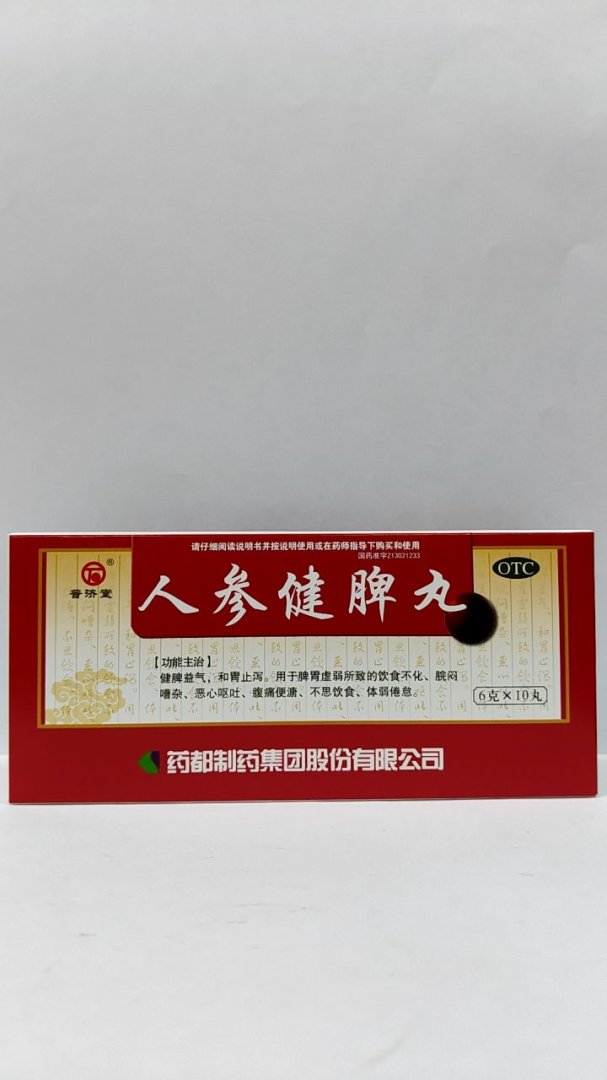 请仔细阅读说明书并按说明使用或在药师指导下购买和使用
国药准字Z13021233
普济堂
®
人参健脾丸
OTC
【功能主治】
健脾益气，和胃止泻。用于脾胃虚弱所致的饮食不化、脘闷
嘈杂、恶心呕吐、腹痛便溏、不思饮食、体弱倦怠。
6克×10丸
药都制药集团股份有限公司